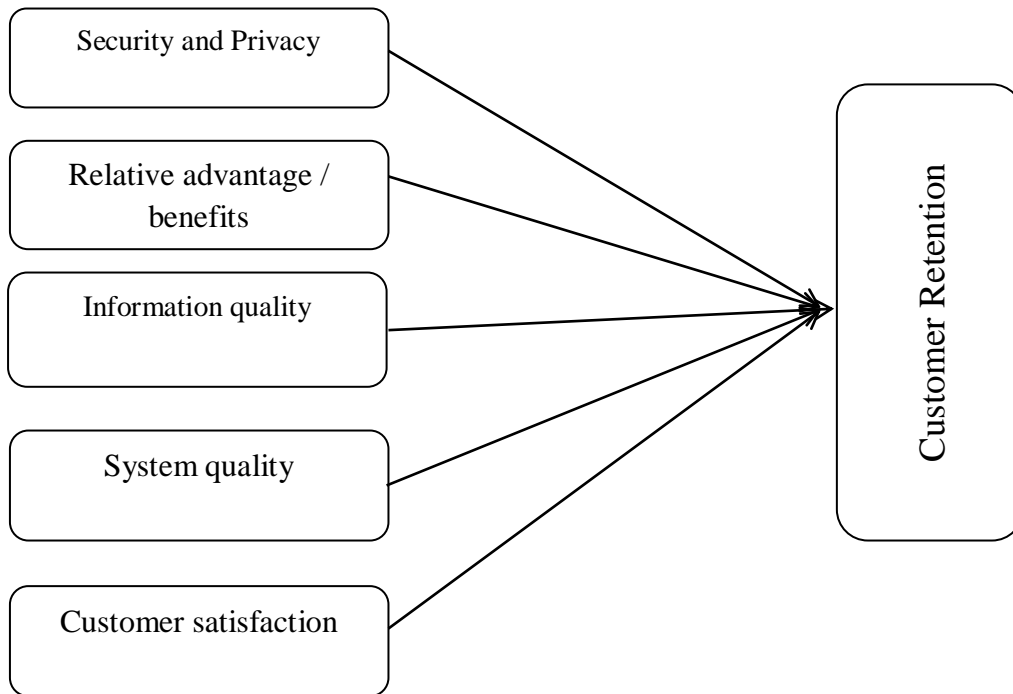 Security and Privacy
Relative advantage /
benefits
Information quality
System quality
Customer satisfaction
Customer Retention